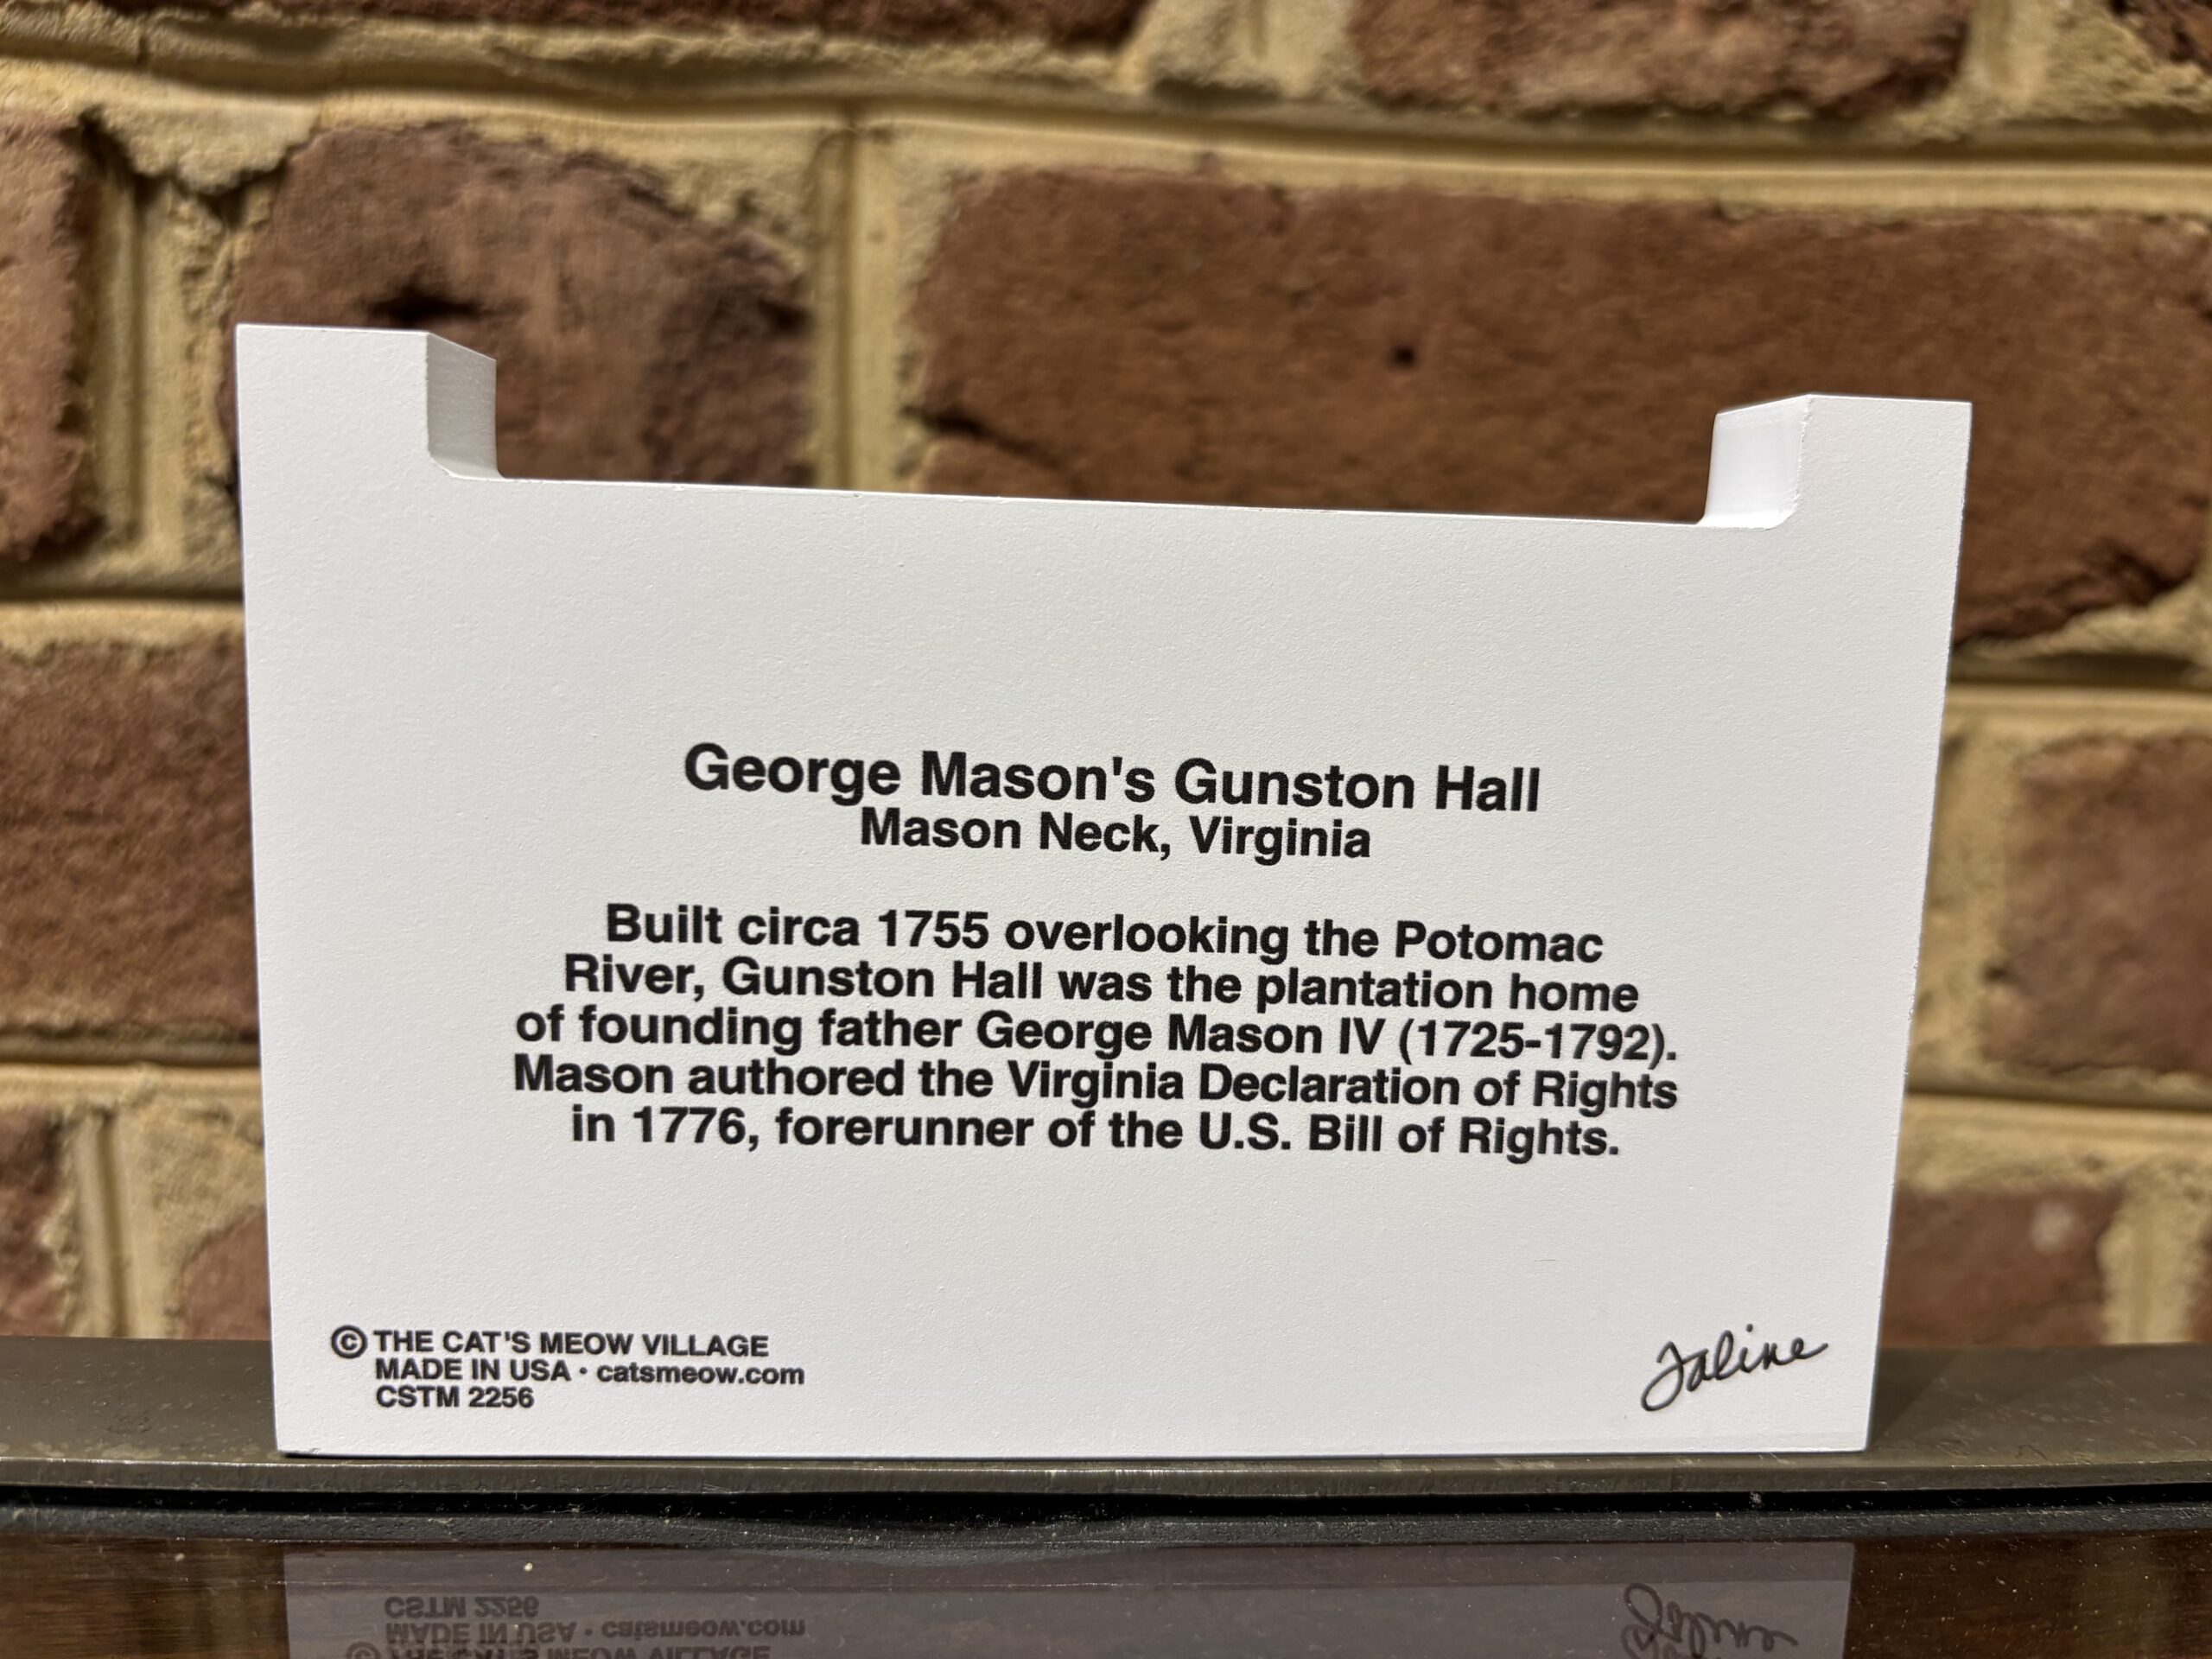 George Mason's Gunston Hall
Mason Neck, Virginia
Built circa 1755 overlooking the Potomac
River, Gunston Hall was the plantation home
of founding father George Mason IV (1725-1792).
Mason authored the Virginia Declaration of Rights
in 1776, forerunner of the U.S. Bill of Rights.
© THE CAT'S MEOW VILLAGE
MADE IN USA · catsmeow.com
CSTM 2256
Jaline